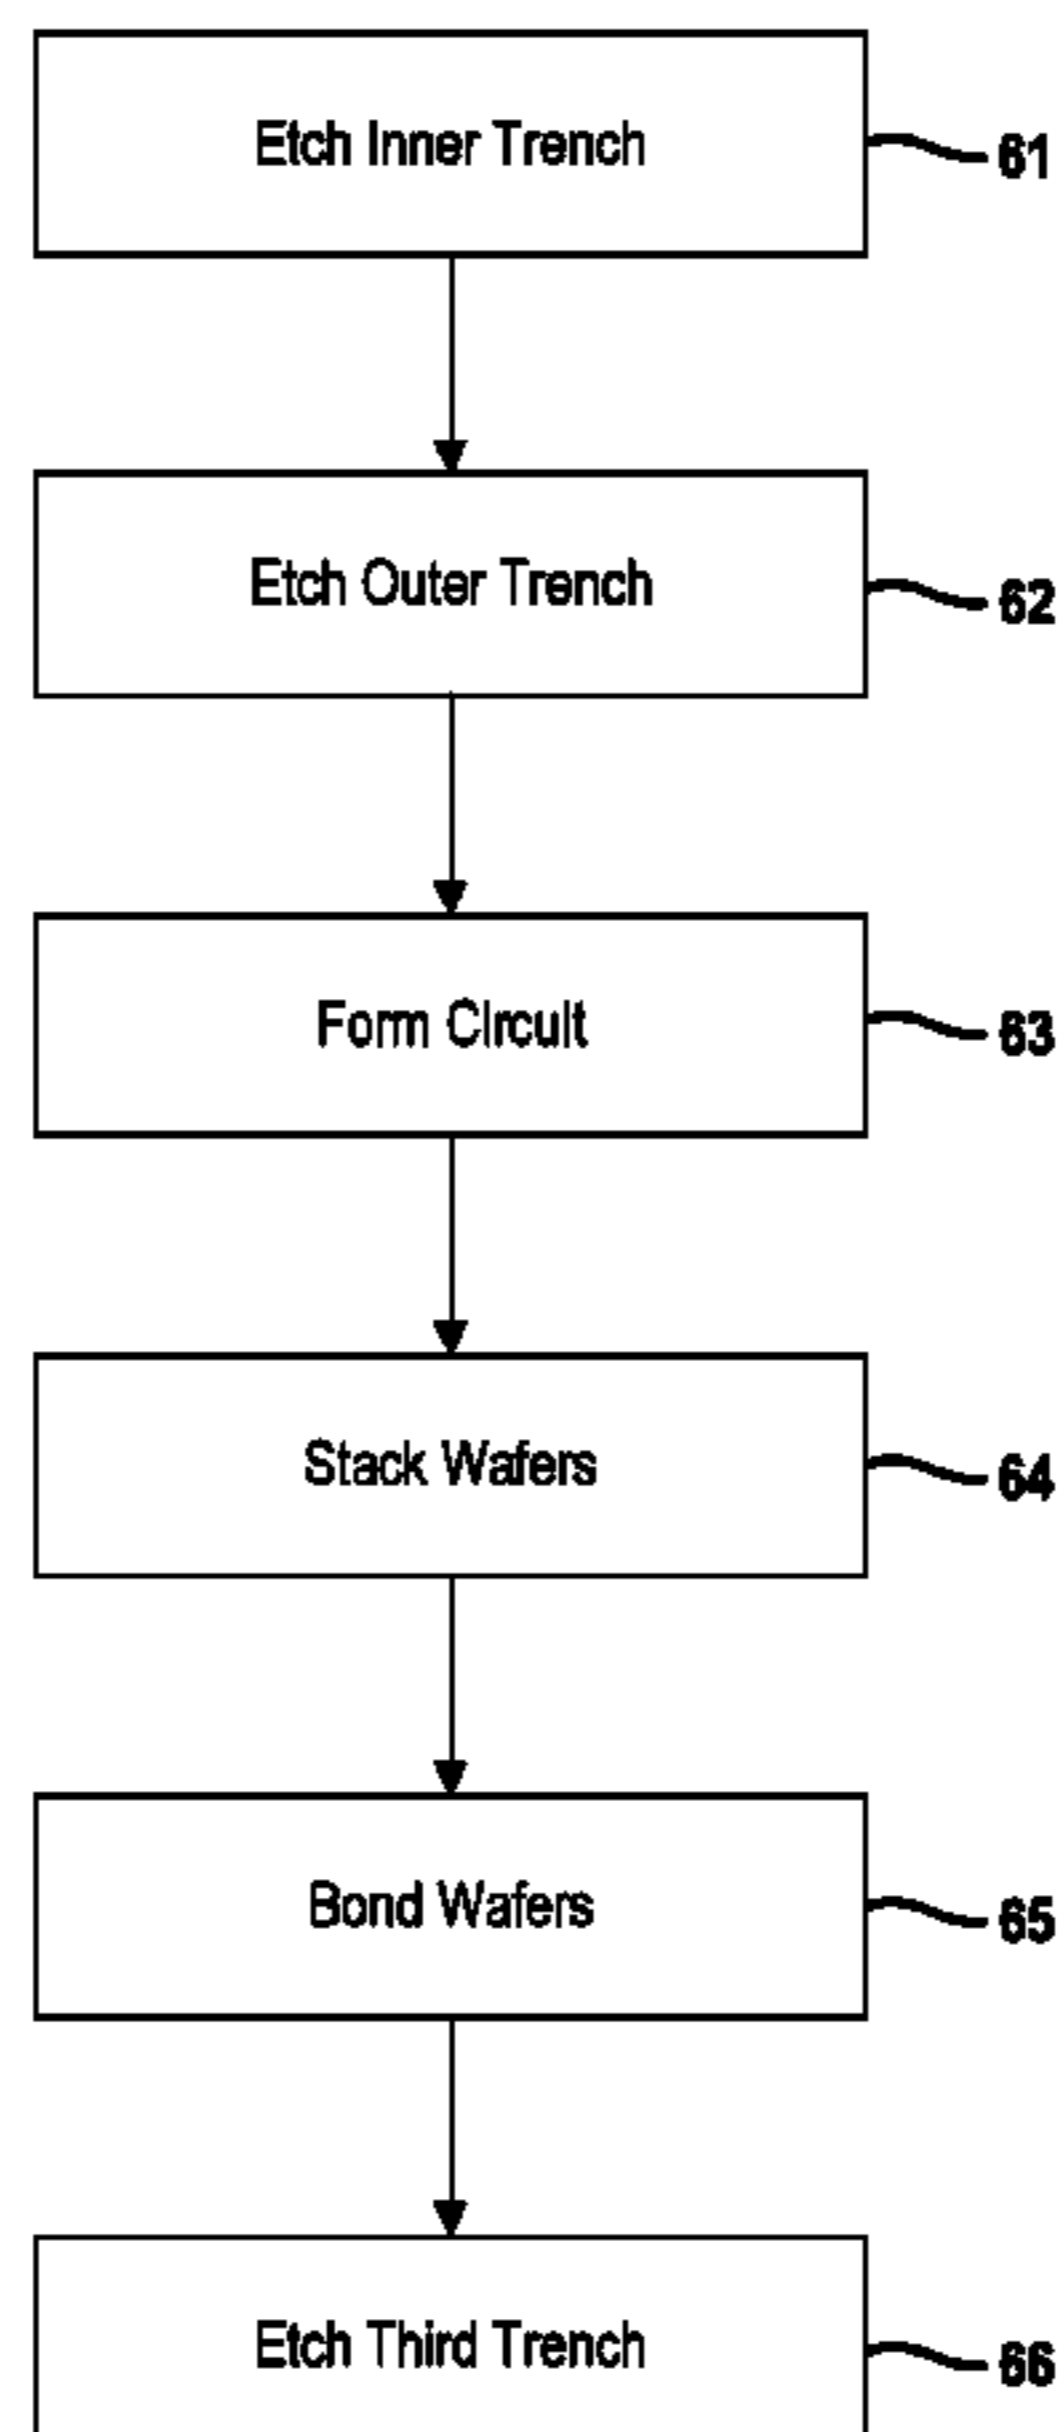 Etch Inner Trench
61
Etch Outer Trench
62
Form Circuit
63
Stack Wafers
64
Bond Wafers
65
Etch Third Trench
66